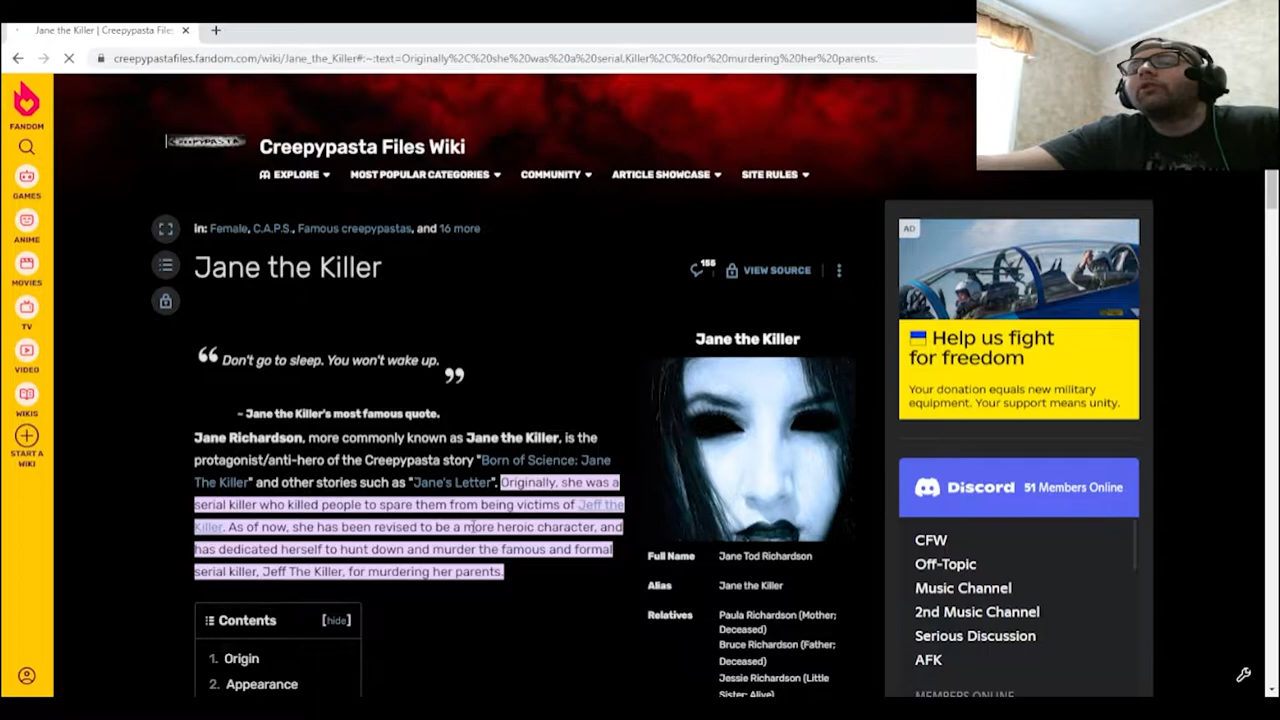 Jane the Killer | Creepypasta File
creepypastafiles.fandom.com/wiki/Jane_the_Killer#:~:text=Originally%2C%20she%20was%20a%20serial,Killer%2C%20for%20murdering%20her%20parents.
FANDOM
GAMES
ANIME
MOVIES
TV
VIDEO
WIKIS
START A
WIKI
CREEPYPASTA
Creepypasta Files Wiki
EXPLORE MOST POPULAR CATEGORIES COMMUNITY ARTICLE SHOWCASE SITE RULES
in: Female, C.A.P.S., Famous creepypastas, and 16 more
Jane the Killer
155 VIEW SOURCE
“ Don't go to sleep. You won't wake up. ”
~ Jane the Killer's most famous quote.
Jane Richardson, more commonly known as Jane the Killer, is the
protagonist/anti-hero of the Creepypasta story "Born of Science: Jane
The Killer" and other stories such as "Jane's Letter". Originally, she was a
serial killer who killed people to spare them from being victims of Jeff the
Killer. As of now, she has been revised to be a more heroic character, and
has dedicated herself to hunt down and murder the famous and formal
serial killer, Jeff The Killer, for murdering her parents.
Contents [hide]
1. Origin
2. Appearance
Jane the Killer
Full Name Jane Tod Richardson
Alias Jane the Killer
Relatives Paula Richardson (Mother;
Deceased)
Bruce Richardson (Father;
Deceased)
Jessie Richardson (Little
Sister; Alive)
AD
Help us fight
for freedom
Your donation equals new military
equipment. Your support means unity.
Discord 51 Members Online
CFW
Off-Topic
Music Channel
2nd Music Channel
Serious Discussion
AFK
MEMBERS ONLINE